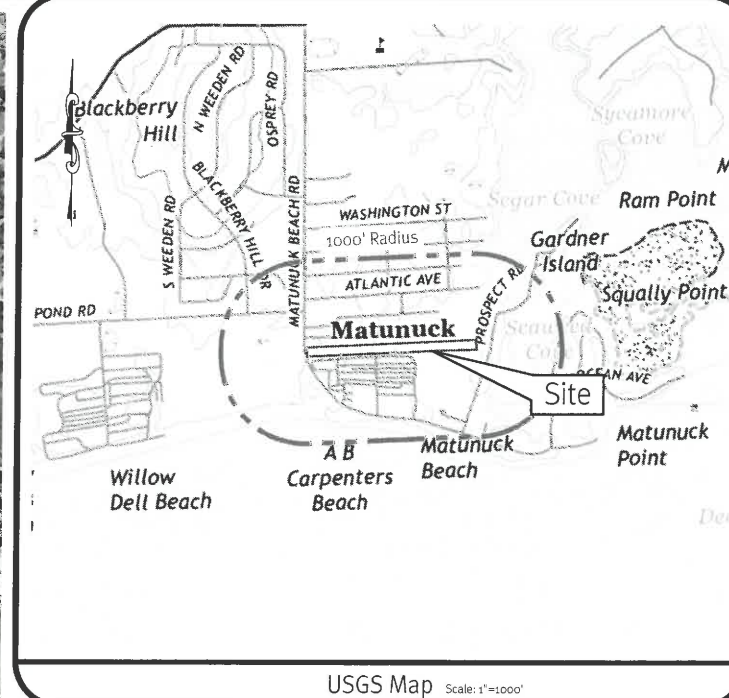 Blackberry
Hill
N WEEDEN RD
OSPREY RD
BLACKBERRY HILL DR
S WEEDEN RD
MATUNUCK BEACH RD
Sycamore
Cove
M
Segar Cove
Ram Point
WASHINGTON ST
1000' Radius
Gardner
Island
ATLANTIC AVE
PROSPECT RD
Squally Point
POND RD
Matunuck
Seaweed
Cove
OCEAN AVE
Site
Matunuck
Point
Matunuck
Beach
A B
Carpenters
Beach
Willow
Dell Beach
USGS Map Scale: 1"=1000'